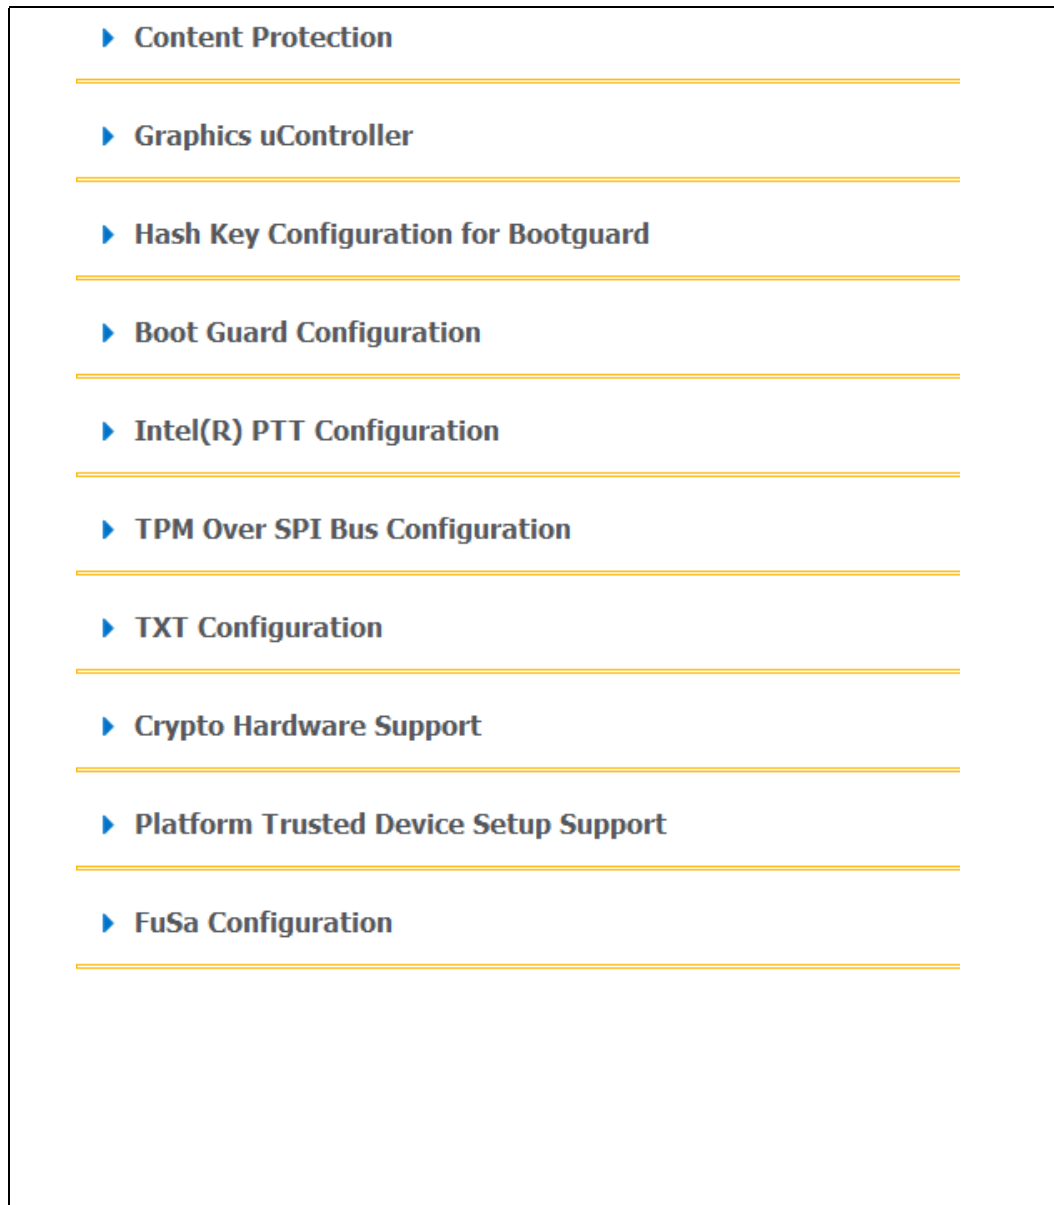 Content Protection
Graphics uController
Hash Key Configuration for Bootguard
Boot Guard Configuration
Intel(R) PTT Configuration
TPM Over SPI Bus Configuration
TXT Configuration
Crypto Hardware Support
Platform Trusted Device Setup Support
FuSa Configuration